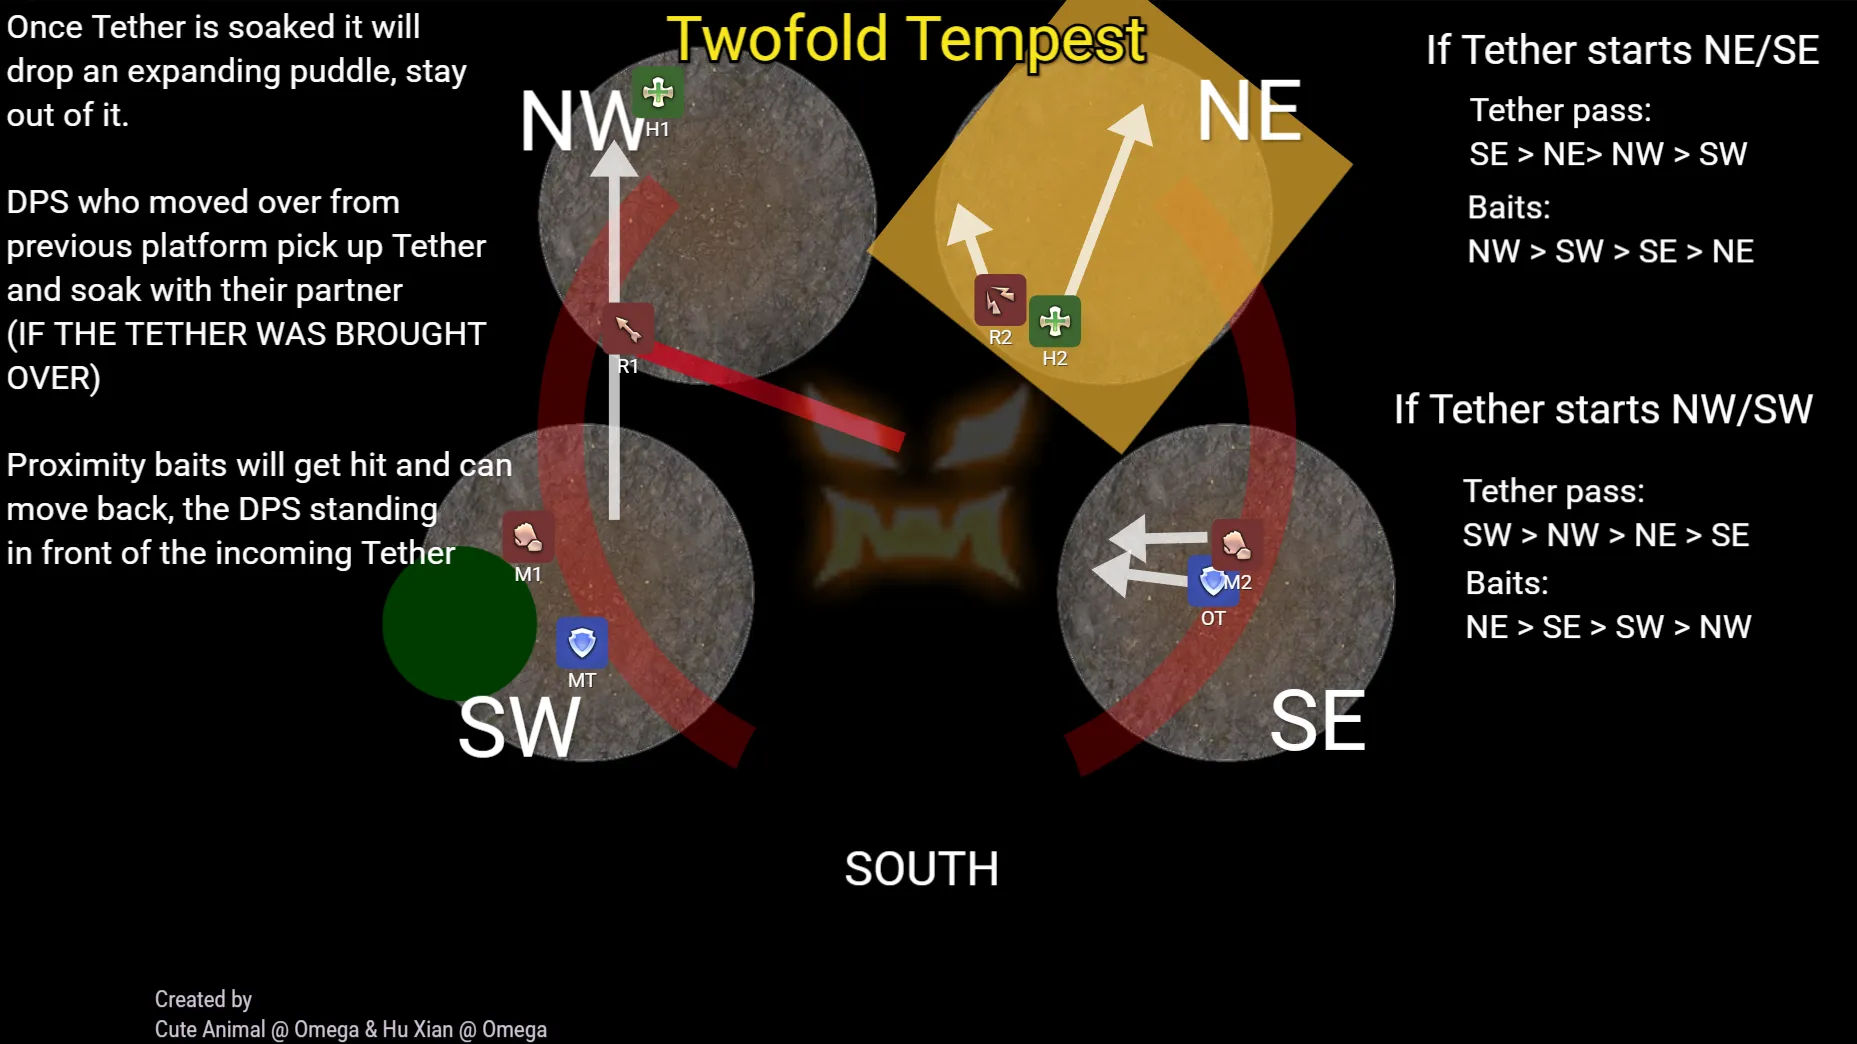 Twofold Tempest
Once Tether is soaked it will
drop an expanding puddle, stay
out of it.
DPS who moved over from
previous platform pick up Tether
and soak with their partner
(IF THE TETHER WAS BROUGHT
OVER)
Proximity baits will get hit and can
move back, the DPS standing
in front of the incoming Tether
NW
H1
R1
NE
R2
H2
M1
MT
SW
M2
OT
SE
SOUTH
If Tether starts NE/SE
Tether pass:
SE > NE> NW > SW
Baits:
NW > SW > SE > NE
If Tether starts NW/SW
Tether pass:
SW > NW > NE > SE
Baits:
NE > SE > SW > NW
Created by
Cute Animal @ Omega & Hu Xian @ Omega